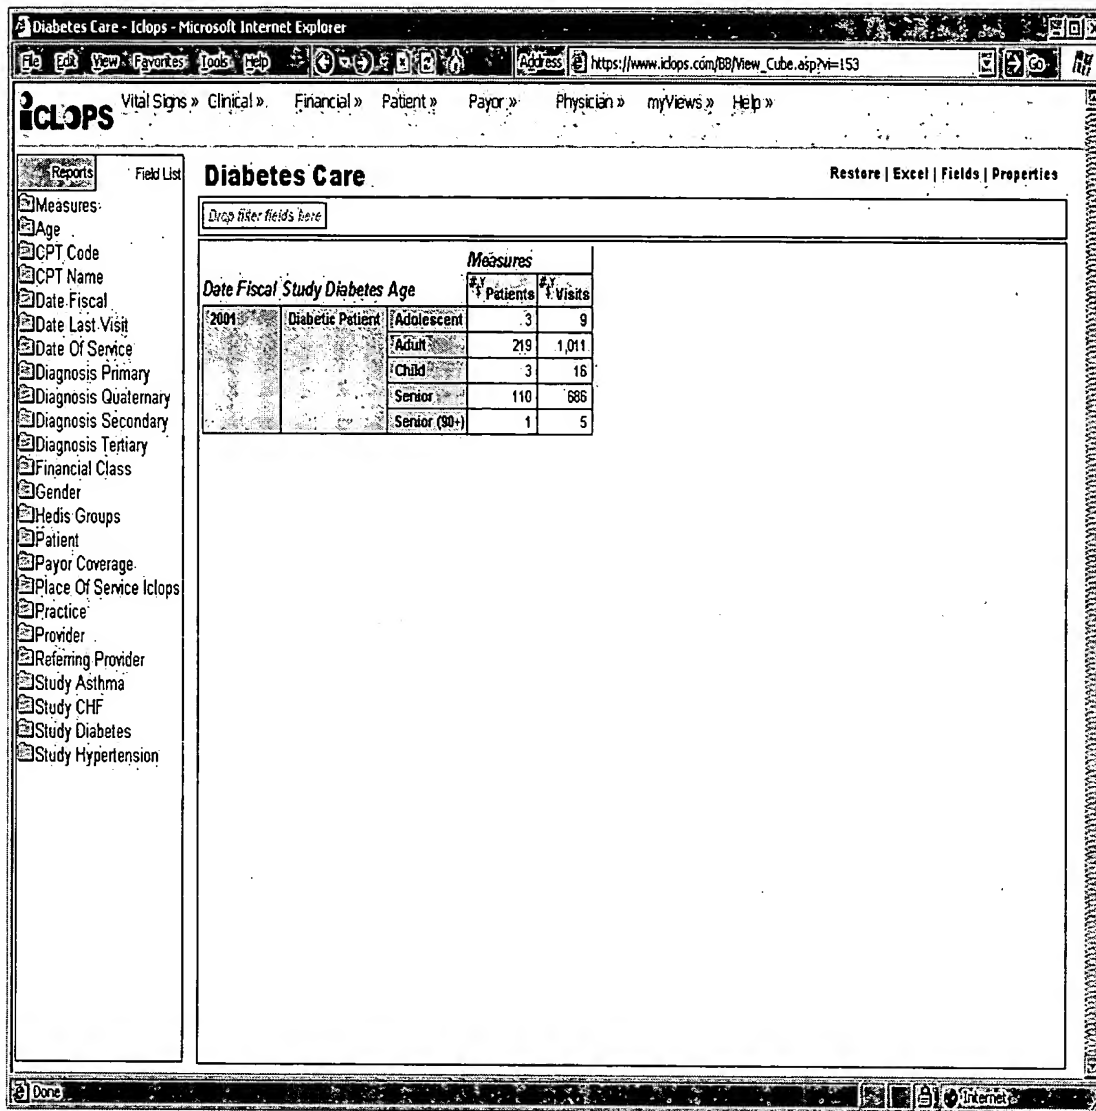 Diabetes Care - Iclops - Microsoft Internet Explorer
File Edit View Favorites Tools Help Address https://www.iclops.com/BB/View_Cube.asp?vi=153 Go
iCLOPS Vital Signs » Clinical » Financial » Patient » Payor » Physician » myViews » Help »
Reports Field List
Diabetes Care Restore | Excel | Fields | Properties
Drop filter fields here
Measures
Age
CPT Code
CPT Name
Date Fiscal
Date Last Visit
Date Of Service
Diagnosis Primary
Diagnosis Quaternary
Diagnosis Secondary
Diagnosis Tertiary
Financial Class
Gender
Hedis Groups
Patient
Payor Coverage
Place Of Service Iclops
Practice
Provider
Referring Provider
Study Asthma
Study CHF
Study Diabetes
Study Hypertension
Measures
Date Fiscal Study Diabetes Age Patients Visits
2001 Diabetic Patient Adolescent 3 9
Adult 219 1,011
Child 3 16
Senior 110 686
Senior (90+) 1 5
Done Internet